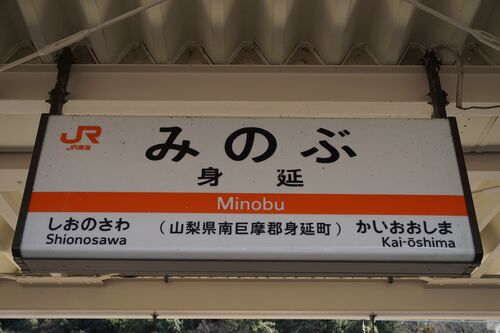 JR
JR東海
みのぶ
身延
Minobu
しおのさわ
Shionosawa
(山梨県南巨摩郡身延町)
かいおおしま
Kai-ōshima